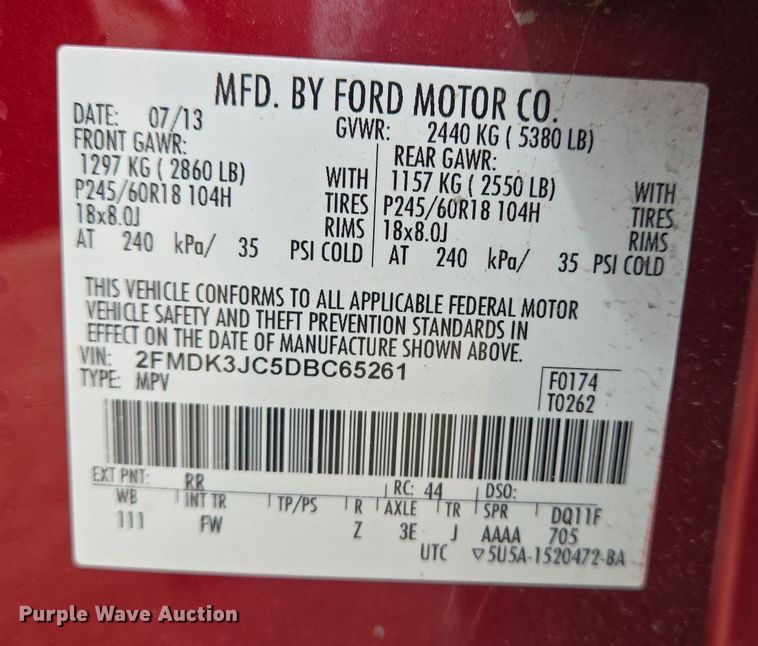 MFD. BY FORD MOTOR CO.
DATE: 07/13 GVWR: 2440 KG ( 5380 LB)
FRONT GAWR: REAR GAWR:
1297 KG ( 2860 LB) WITH 1157 KG ( 2550 LB) WITH
P245/60R18 104H TIRES P245/60R18 104H TIRES
18x8.0J RIMS 18x8.0J RIMS
AT 240 kPa/ 35 PSI COLD AT 240 kPa/ 35 PSI COLD
THIS VEHICLE CONFORMS TO ALL APPLICABLE FEDERAL MOTOR
VEHICLE SAFETY AND THEFT PREVENTION STANDARDS IN
EFFECT ON THE DATE OF MANUFACTURE SHOWN ABOVE.
VIN: 2FMDK3JC5DBC65261 F0174
TYPE: MPV T0262
EXT PNT: RR RC: 44 DSO:
WB INT TR TP/PS R AXLE TR SPR DQ11F
111 FW Z 3E J AAAA 705
UTC ▽5U5A-1520472-BA
Purple Wave Auction